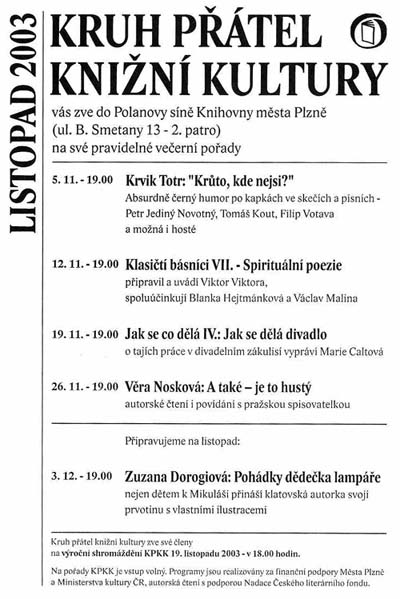 LISTOPAD 2003
KRUH PŘÁTEL
KNIŽNÍ KULTURY
vás zve do Polanovy síně Knihovny města Plzně
(ul. B. Smetany 13 - 2. patro)
na své pravidelné večerní pořady
5. 11. - 19.00 Krvik Totr: "Krůto, kde nejsi?"
Absurdně černý humor po kapkách ve skečích a písních -
Petr Jediný Novotný, Tomáš Kout, Filip Votava
a možná i hosté
12. 11. - 19.00 Klasičtí básníci VII. - Spirituální poezie
připravil a uvádí Viktor Viktora,
spoluúčinkují Blanka Hejtmánková a Václav Malina
19. 11. - 19.00 Jak se co dělá IV.: Jak se dělá divadlo
o tajích práce v divadelním zákulisí vypráví Marie Caltová
26. 11. - 19.00 Věra Nosková: A také – je to hustý
autorské čtení i povídání s pražskou spisovatelkou
Připravujeme na listopad:
3. 12. - 19.00 Zuzana Dorogiová: Pohádky dědečka lampáře
nejen dětem k Mikuláši přináší klatovská autorka svoji
prvotinu s vlastními ilustracemi
Kruh přátel knižní kultury zve své členy
na výroční shromáždění KPKK 19. listopadu 2003 - v 18.00 hodin.
Na pořady KPKK je vstup volný. Programy jsou realizovány za finanční podpory Města Plzně
a Ministerstva kultury ČR, autorská čtení s podporou Nadace Českého literárního fondu.